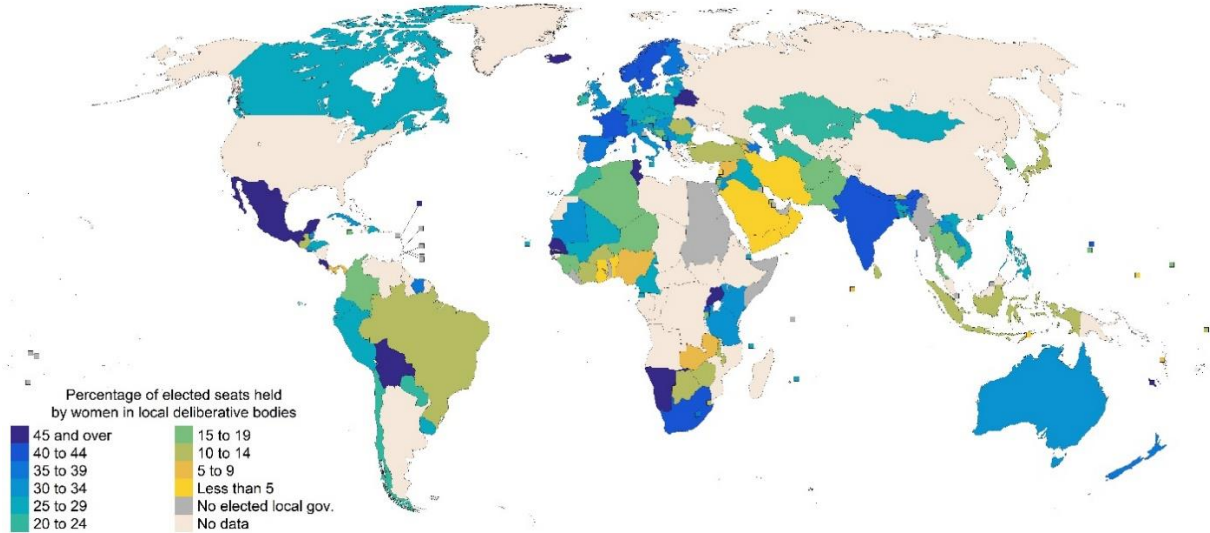 Percentage of elected seats held
by women in local deliberative bodies
45 and over
40 to 44
35 to 39
30 to 34
25 to 29
20 to 24
15 to 19
10 to 14
5 to 9
Less than 5
No elected local gov.
No data